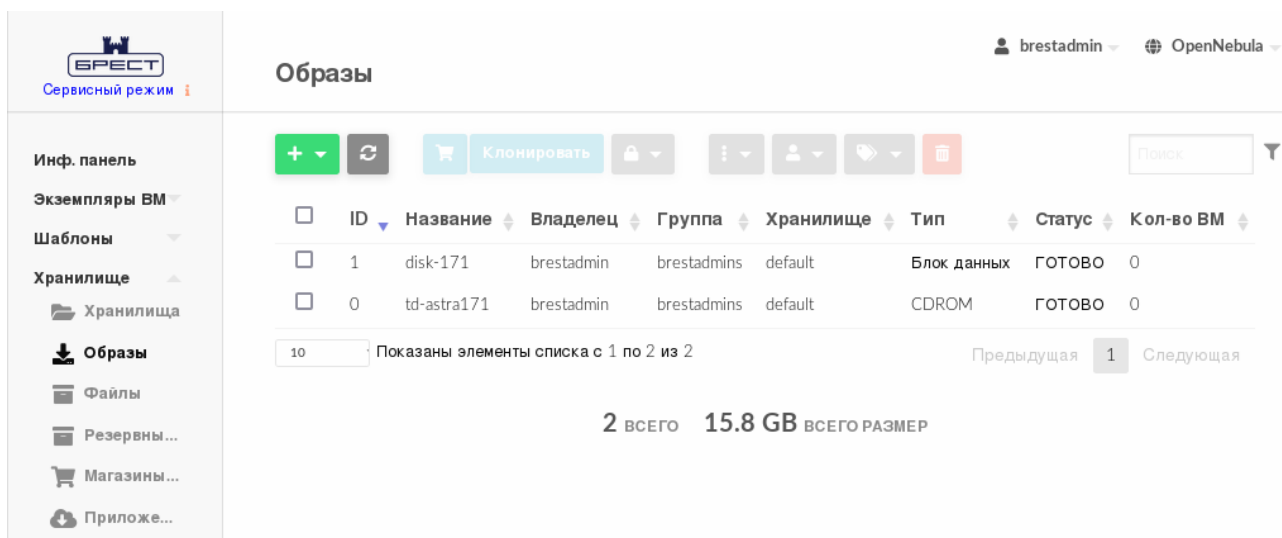 БРЕСТ
Сервисный режим i
brestadmin
OpenNebula
Образы
Инф. панель
Экземпляры ВМ
Шаблоны
Хранилище
Хранилища
Образы
Файлы
Резервны...
Магазины...
Приложе...
Клонировать
Поиск
ID Название Владелец Группа Хранилище Тип Статус Кол-во ВМ
1 disk-171 brestadmin brestadmins default Блок данных ГОТОВО 0
0 td-astra171 brestadmin brestadmins default CDROM ГОТОВО 0
10 Показаны элементы списка с 1 по 2 из 2
Предыдущая 1 Следующая
2 ВСЕГО 15.8 GB ВСЕГО РАЗМЕР